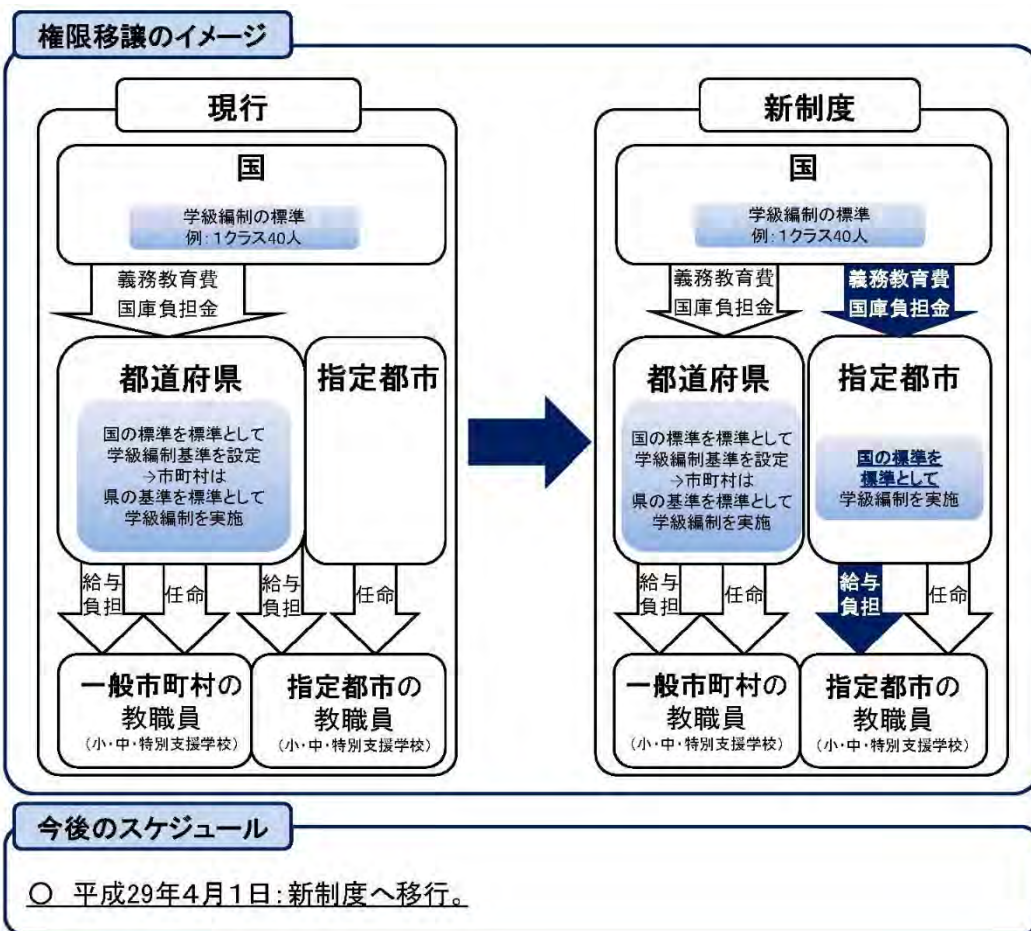 権限移譲のイメージ
現行
国
学級編制の標準
例：1クラス40人
義務教育費
国庫負担金
都道府県
国の標準を標準として
学級編制基準を設定
→市町村は
県の基準を標準として
学級編制を実施
指定都市
給与
負担
任命
給与
負担
任命
一般市町村の
教職員
（小・中・特別支援学校）
指定都市の
教職員
（小・中・特別支援学校）
新制度
国
学級編制の標準
例：1クラス40人
義務教育費
国庫負担金
義務教育費
国庫負担金
都道府県
国の標準を標準として
学級編制基準を設定
→市町村は
県の基準を標準として
学級編制を実施
指定都市
国の標準を
標準として
学級編制を実施
給与
負担
任命
給与
負担
任命
一般市町村の
教職員
（小・中・特別支援学校）
指定都市の
教職員
（小・中・特別支援学校）
今後のスケジュール
○ 平成29年4月1日：新制度へ移行。